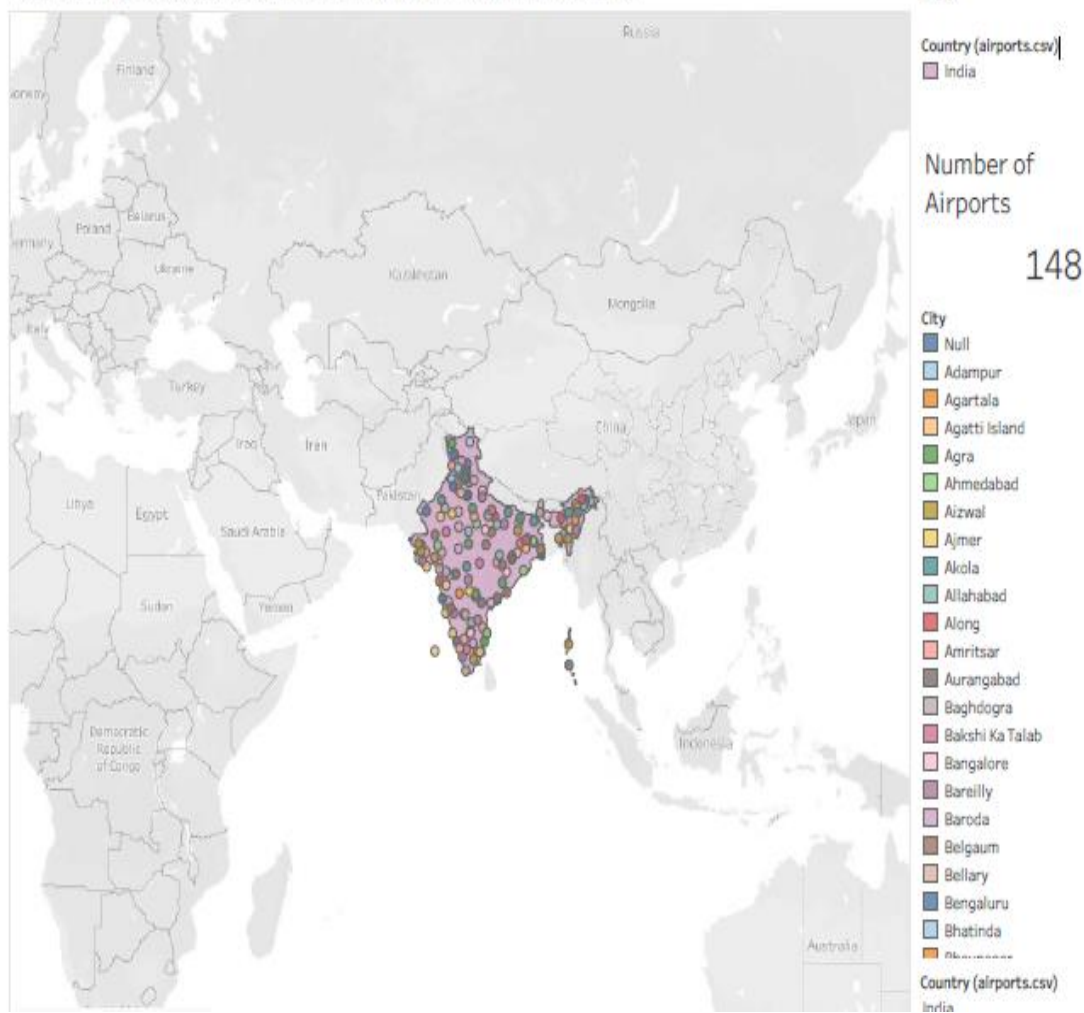 Russia
Finland
Belarus
Poland
Ukraine
Kazakhstan
Mongolia
Italy
Turkey
China
Japan
Iraq
Iran
Pakistan
Libya
Egypt
Saudi Arabia
Sudan
Yemen
Democratic
Republic
of Congo
Indonesia
Australia
Country (airports.csv)
India
Number of
Airports
148
City
Null
Adampur
Agartala
Agatti Island
Agra
Ahmedabad
Aizwal
Ajmer
Akola
Allahabad
Along
Amritsar
Aurangabad
Baghdogra
Bakshi Ka Talab
Bangalore
Bareilly
Baroda
Belgaum
Bellary
Bengaluru
Bhatinda
Country (airports.csv)
India